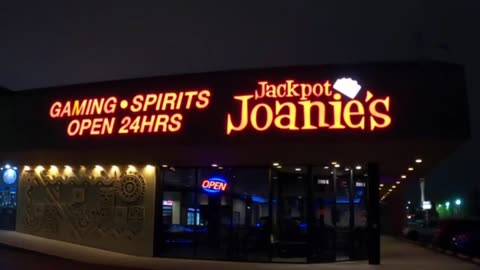 GAMING • SPIRITS
OPEN 24HRS
Jackpot
Joanie's
OPEN